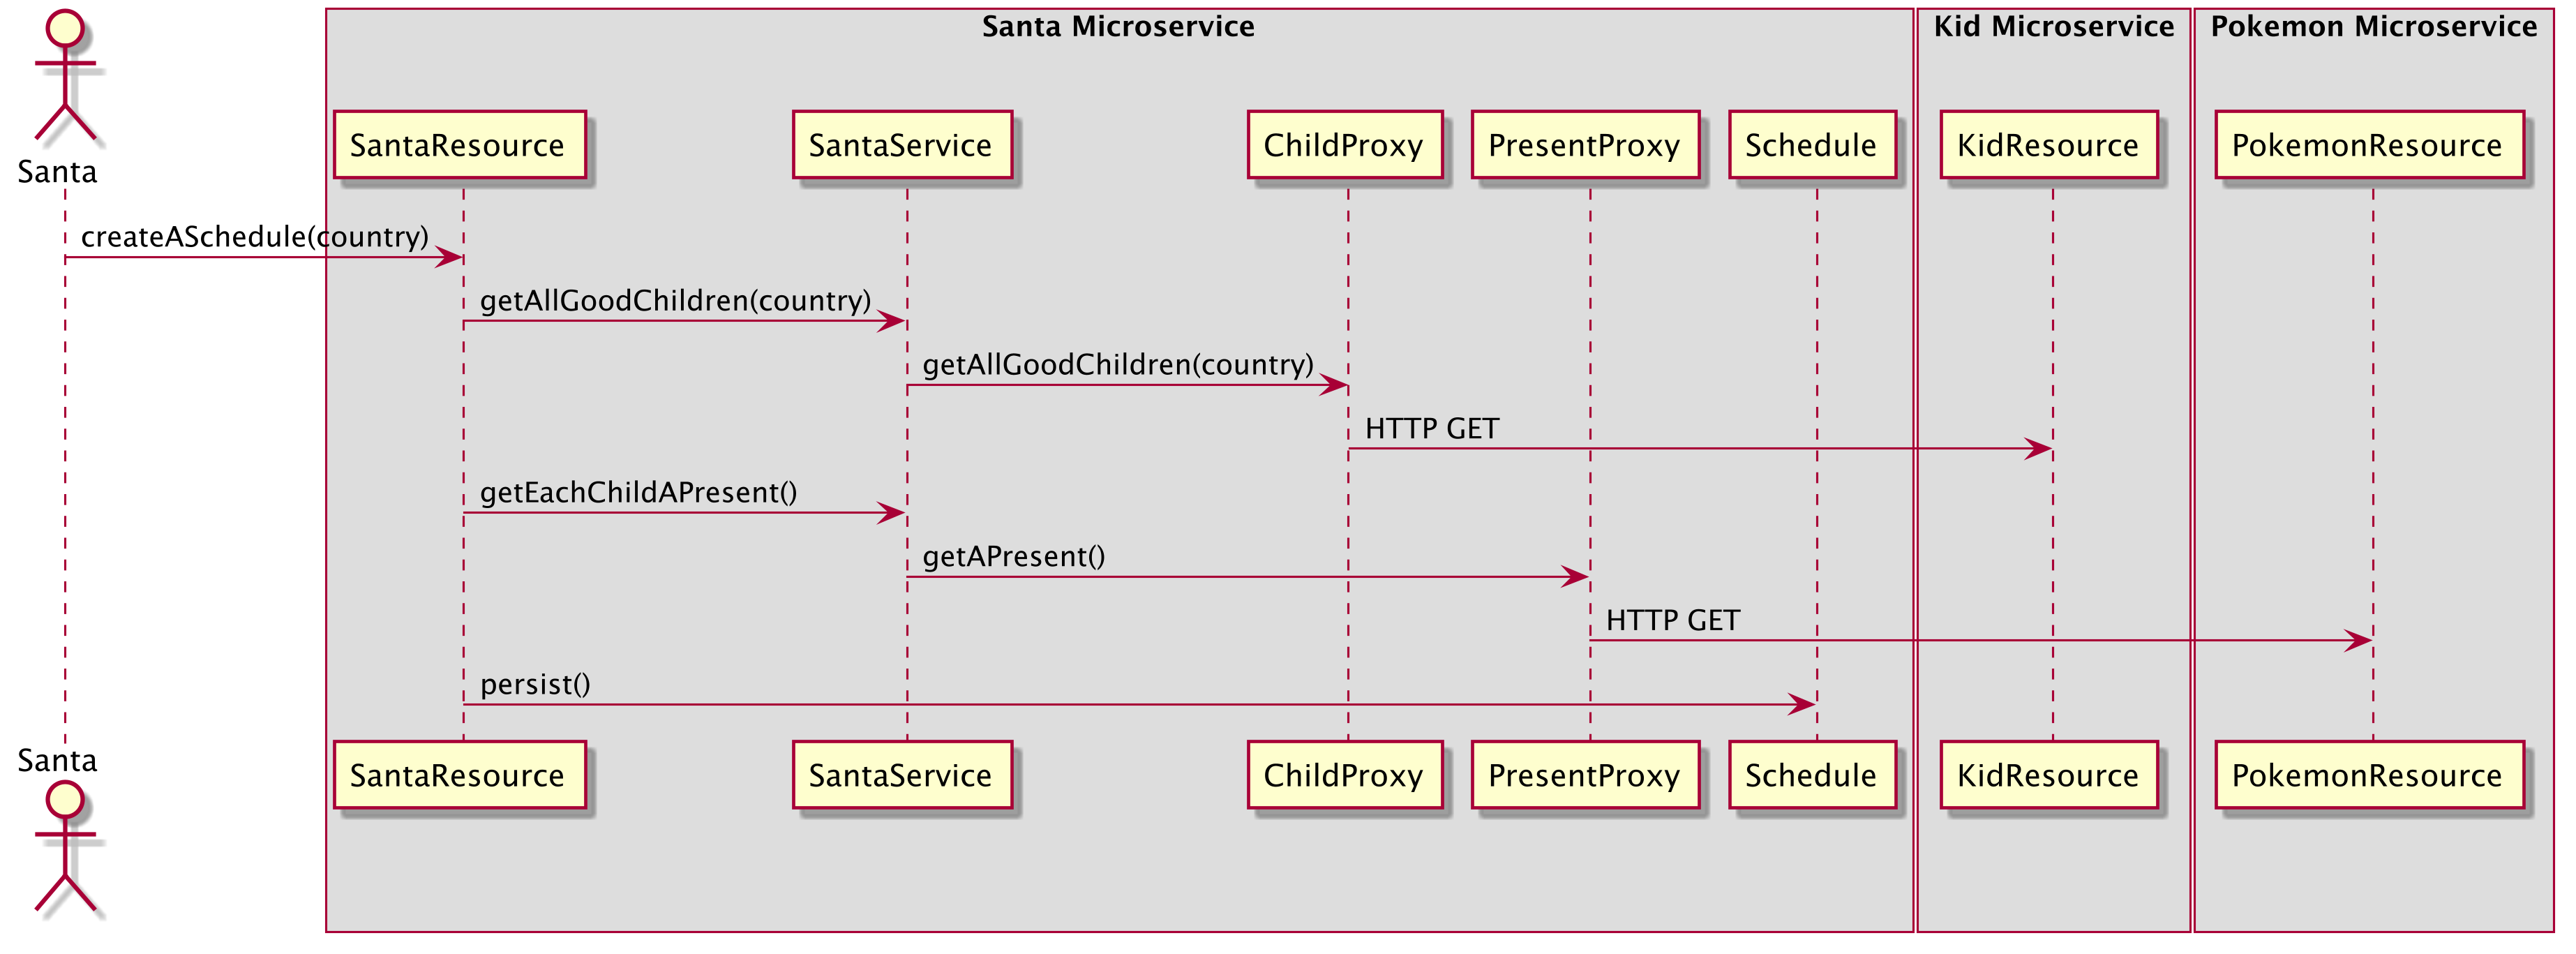 Santa Microservice
Kid Microservice
Pokemon Microservice
Santa
SantaResource
SantaService
ChildProxy
PresentProxy
Schedule
KidResource
PokemonResource
createASchedule(country)
getAllGoodChildren(country)
getAllGoodChildren(country)
HTTP GET
getEachChildAPresent()
getAPresent()
HTTP GET
persist()
Santa
SantaResource
SantaService
ChildProxy
PresentProxy
Schedule
KidResource
PokemonResource